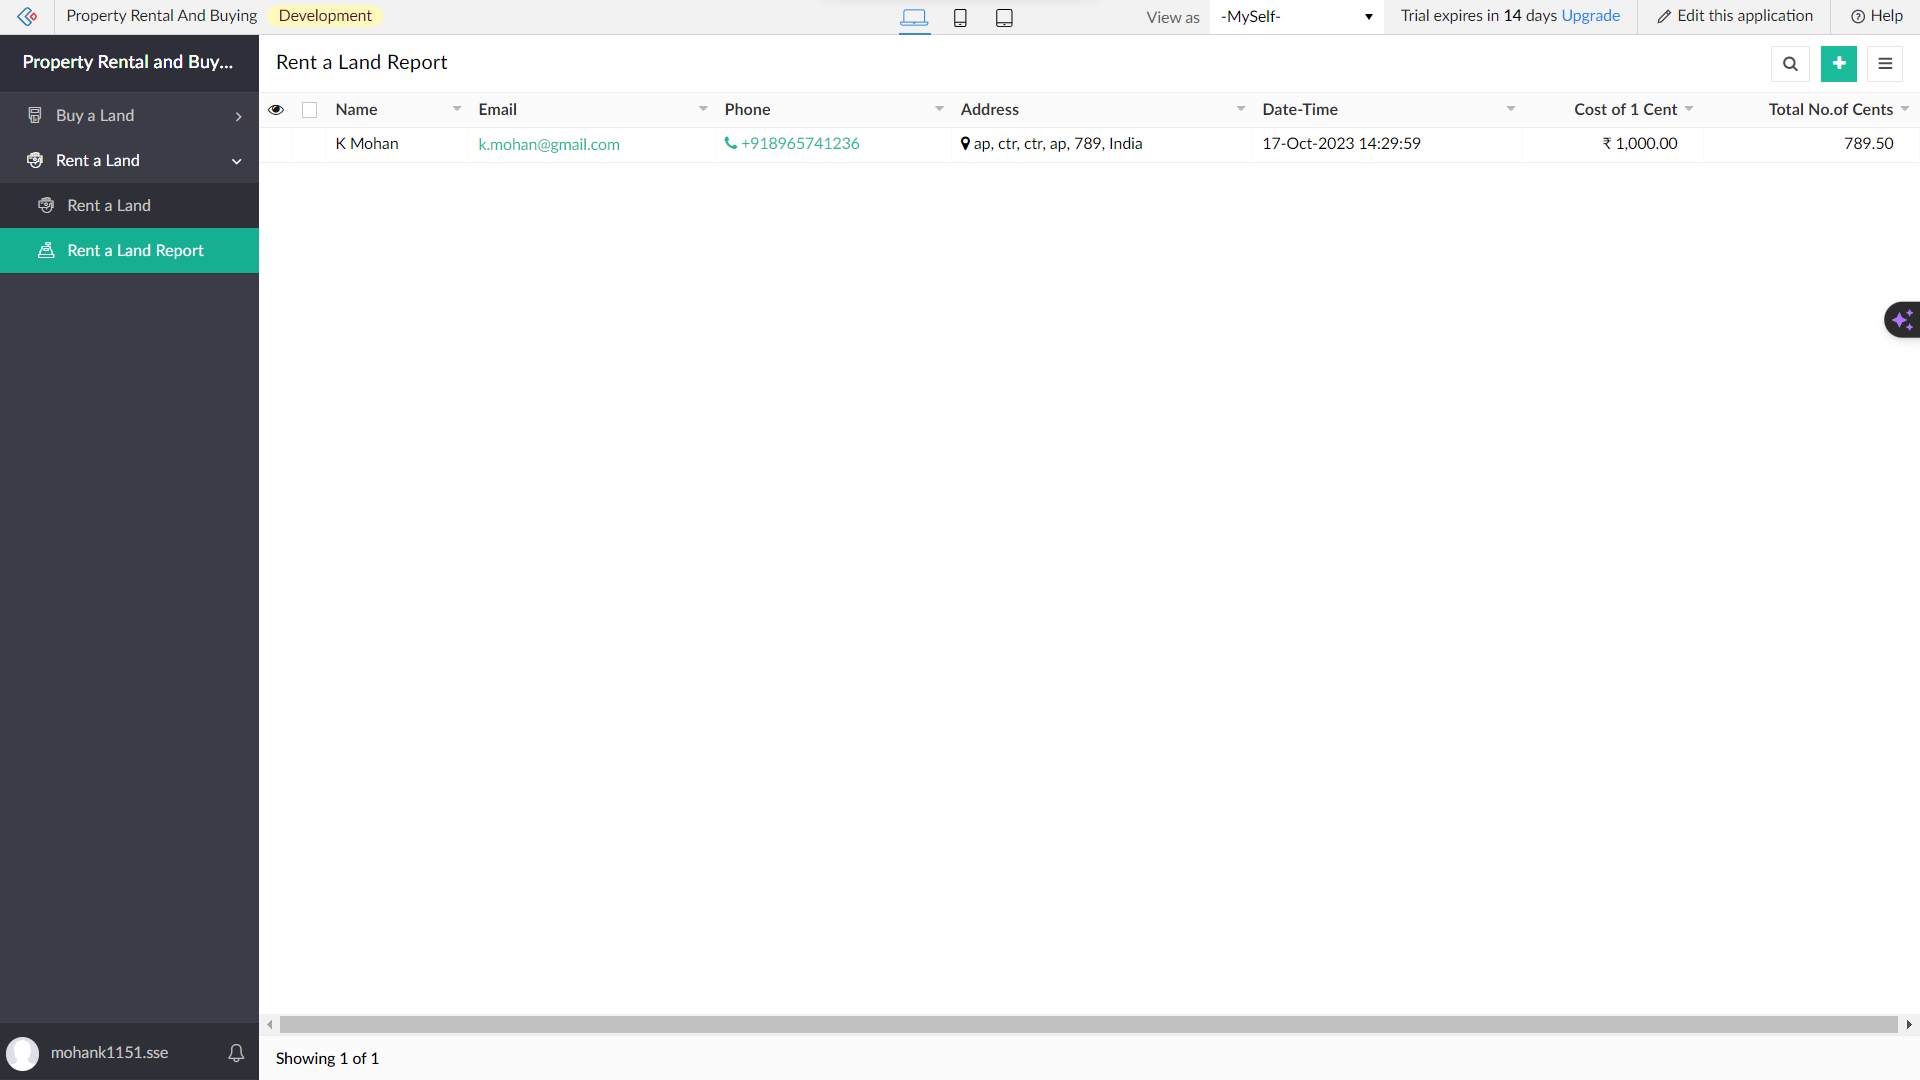 Property Rental And Buying Development View as -MySelf- Trial expires in 14 days Upgrade Edit this application Help
Property Rental and Buy...
Buy a Land
Rent a Land
Rent a Land
Rent a Land Report
mohank1151.sse
Rent a Land Report
Name Email Phone Address Date-Time Cost of 1 Cent Total No.of Cents
K Mohan k.mohan@gmail.com +918965741236 ap, ctr, ctr, ap, 789, India 17-Oct-2023 14:29:59 ₹ 1,000.00 789.50
Showing 1 of 1